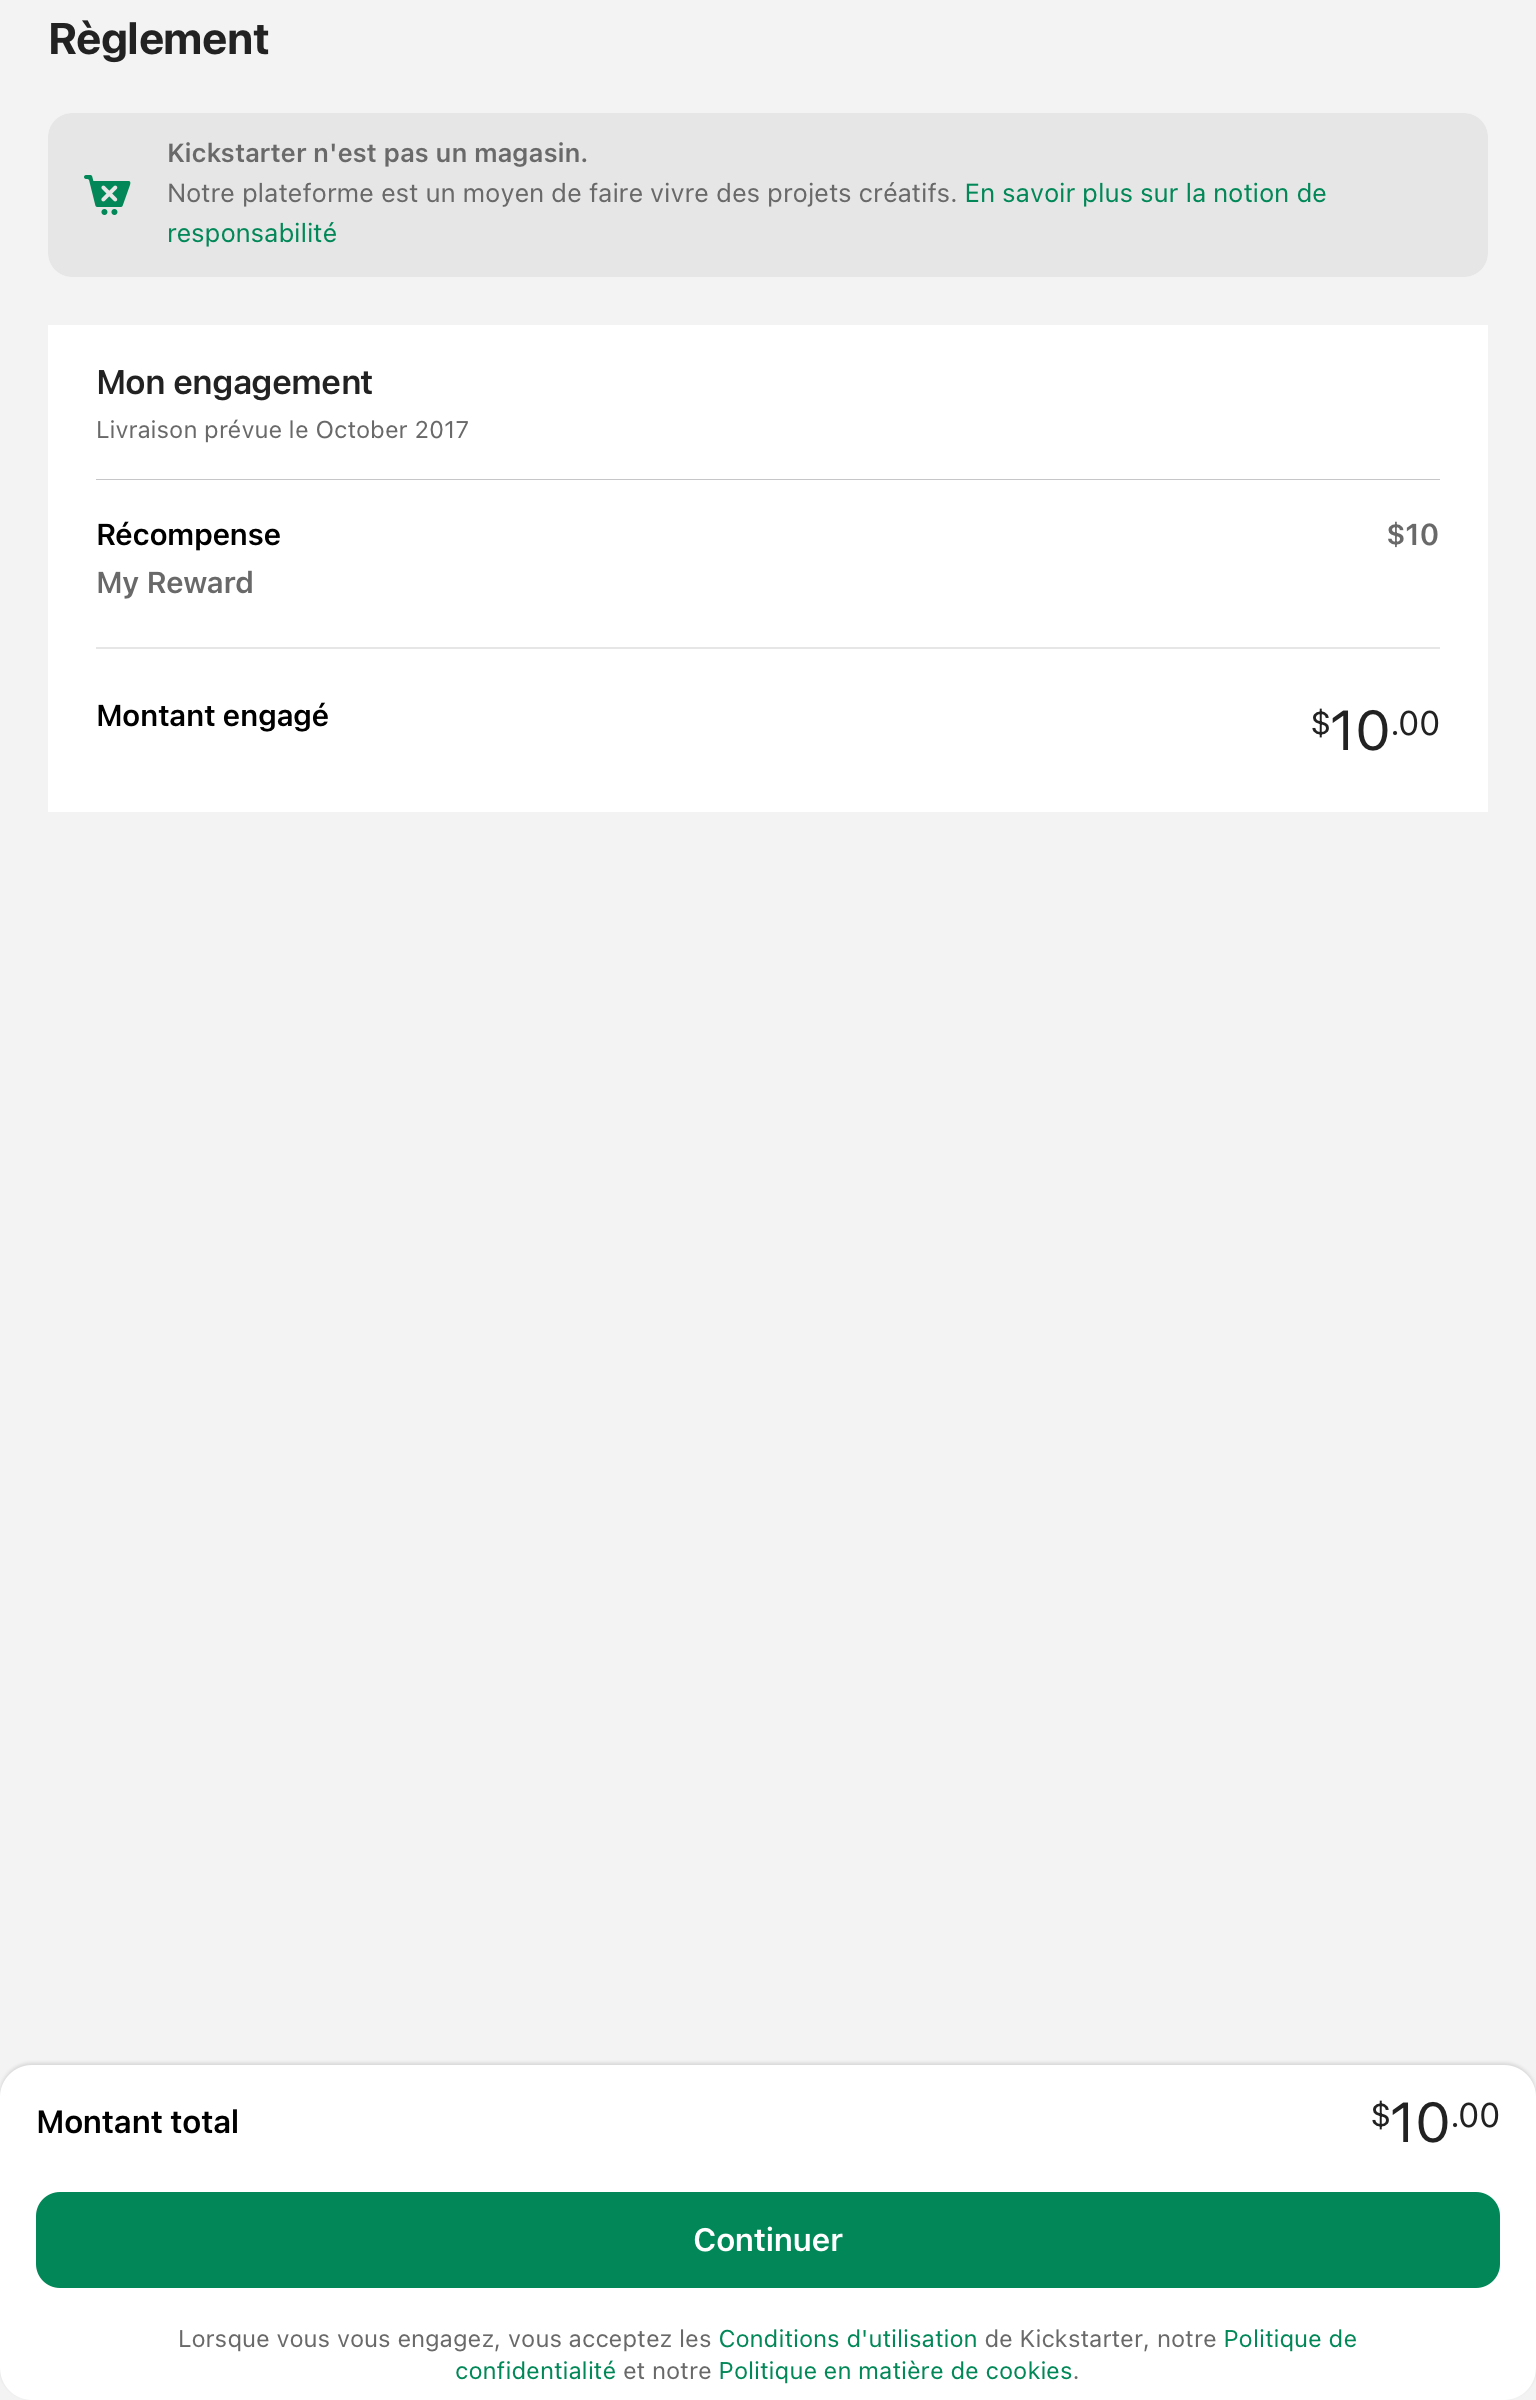 Règlement
Kickstarter n'est pas un magasin.
Notre plateforme est un moyen de faire vivre des projets créatifs. En savoir plus sur la notion de
responsabilité
Mon engagement
Livraison prévue le October 2017
Récompense
$10
My Reward
Montant engagé
$10.00
Montant total
$10.00
Continuer
Lorsque vous vous engagez, vous acceptez les Conditions d'utilisation de Kickstarter, notre Politique de
confidentialité et notre Politique en matière de cookies.